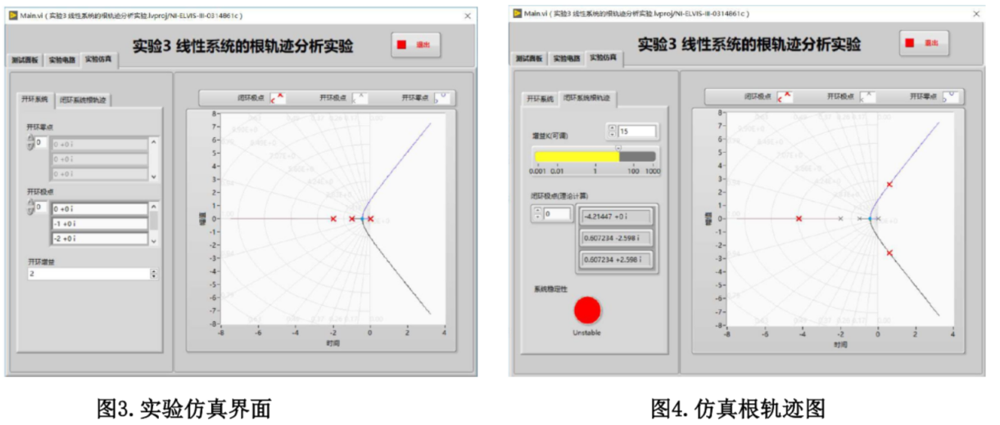 Main.vi ( 实验3 线性系统的根轨迹分析实验.lvproj/NI-ELVIS-III-0314861c )
实验3 线性系统的根轨迹分析实验
退出
测试面板 实验电路 实验仿真
开环系统 闭环系统根轨迹
闭环极点 开环极点 开环零点
开环零点
0
0 +0 i
0 +0 i
0 +0 i
开环极点
0
0 +0 i
-1 +0 i
-2 +0 i
开环增益
2
幅值
8-
7-
6-
5-
4-
3-
2-
1-
0-
-1-
-2-
-3-
-4-
-5-
-6-
-7-
-8-
-8 -6 -4 -2 0 2 4
时间
图3.实验仿真界面
Main.vi ( 实验3 线性系统的根轨迹分析实验.lvproj/NI-ELVIS-III-0314861c )
实验3 线性系统的根轨迹分析实验
退出
测试面板 实验电路 实验仿真
开环系统 闭环系统根轨迹
闭环极点 开环极点 开环零点
增益K(可调)
15
0.001 0.01 1 100 1000
闭环极点(理论计算)
0
-4.21447 +0 i
0.607234 -2.598 i
0.607234 +2.598 i
系统稳定性
Unstable
幅值
8-
7-
6-
5-
4-
3-
2-
1-
0-
-1-
-2-
-3-
-4-
-5-
-6-
-7-
-8-
-8 -6 -4 -2 0 2 4
时间
图4.仿真根轨迹图